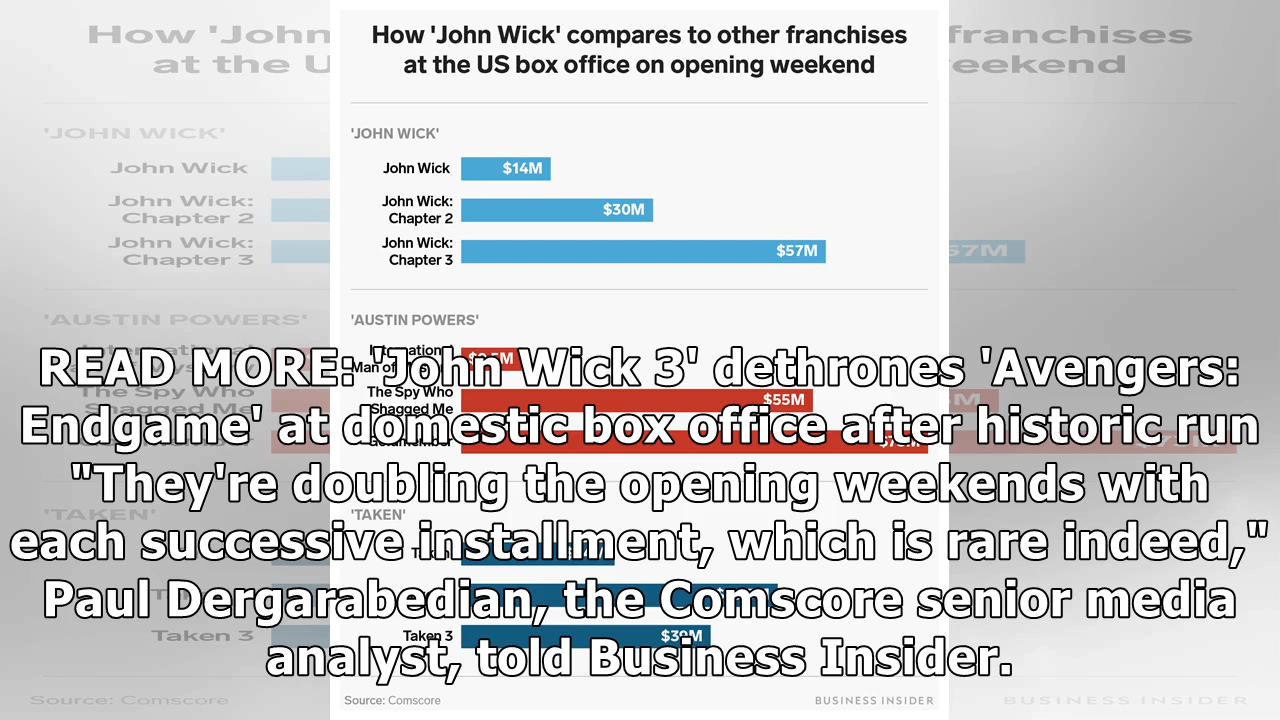 How 'John Wick' compares to other franchises
at the US box office on opening weekend
'JOHN WICK'
John Wick $14M
John Wick:
Chapter 2 $30M
John Wick:
Chapter 3 $57M
'AUSTIN POWERS'
International
Man of
The Spy Who
Shagged Me $55M
READ MORE: 'John Wick 3' dethrones 'Avengers:
Endgame' at domestic box office after historic run
"They're doubling the opening weekends with
each successive installment, which is rare indeed,"
Paul Dergarabedian, the Comscore senior media
analyst, told Business Insider.
'TAKEN'
Taken 3 $39M
Source: Comscore
BUSINESS INSIDER